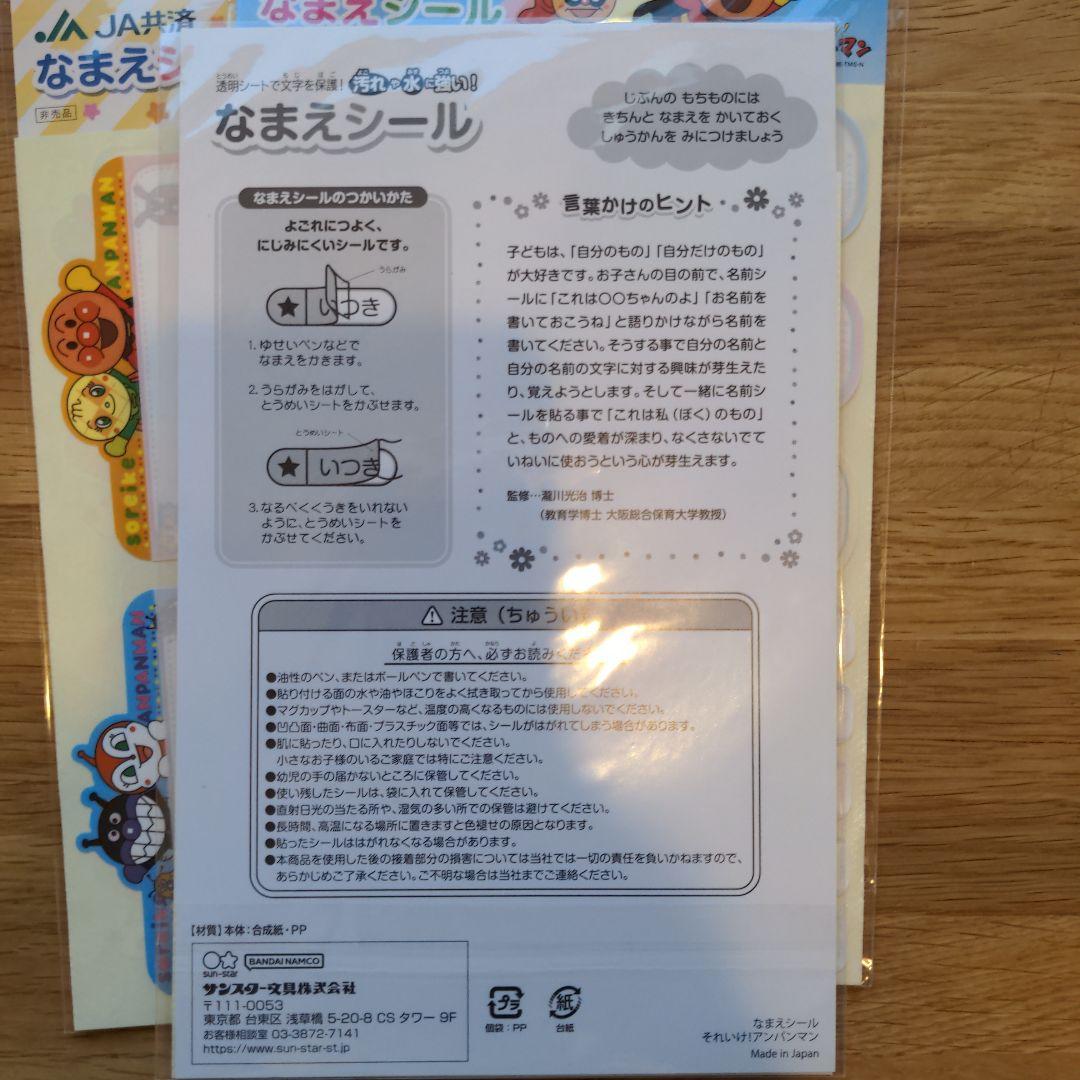 JA共済
なまえシ
非売品
なまえシール
マン
ANPANMAN
soreike
ANPANMAN
透明シートで文字を保護!汚れや水に強い!
なまえシール
じぶんの もちものには
きちんと なまえを かいておく
しゅうかんを みにつけましょう
なまえシールのつかいかた
よごれにつよく、
にじみにくいシールです。
うらがみ
★ いつき
1. ゆせいペンなどで
なまえをかきます。
2. うらがみをはがして、
とうめいシートをかぶせます。
とうめいシート
★ いつき
3. なるべくくうきをいれない
ように、とうめいシートを
かぶせてください。
言葉かけのヒント
子どもは、「自分のもの」「自分だけのもの」
が大好きです。お子さんの目の前で、名前シ
ールに「これは〇〇ちゃんのよ」「お名前を
書いておこうね」と語りかけながら名前を
書いてください。そうする事で自分の名前と
自分の名前の文字に対する興味が芽生えた
り、覚えようとします。そして一緒に名前シ
ールを貼る事で「これは私(ぼく)のもの」
と、ものへの愛着が深まり、なくさないでて
いねいに使おうという心が芽生えます。
監修…瀧川光治 博士
(教育学博士 大阪総合保育大学教授)
⚠ 注意(ちゅうい)
保護者の方へ、必ずお読みくだ
●油性のペン、またはボールペンで書いてください。
●貼り付ける面の水や油やほこりをよく拭き取ってから使用してください。
●マグカップやトースターなど、温度の高くなるものには使用しないでください。
●凹凸面・曲面・布面・プラスチック面等では、シールがはがれてしまう場合があります。
●肌に貼ったり、口に入れたりしないでください。
小さなお子様のいるご家庭では特にご注意ください。
●幼児の手の届かないところに保管してください。
●使い残したシールは、袋に入れて保管してください。
●直射日光の当たる所や、湿気の多い所での保管は避けてください。
●長時間、高温になる場所に置きますと色褪せの原因となります。
●貼ったシールははがれなくなる場合があります。
●本商品を使用した後の接着部分の損害については当社では一切の責任を負いかねますので、
あらかじめご了承ください。ご不明な場合は当社までご連絡ください。
【材質】本体:合成紙・PP
sun-star
BANDAI NAMCO
サンスター文具株式会社
〒111-0053
東京都 台東区 浅草橋 5-20-8 CS タワー 9F
お客様相談室 03-3872-7141
https://www.sun-star-st.jp
プラ
個袋:PP
紙
台紙
なまえシール
それいけ!アンパンマン
Made in Japan